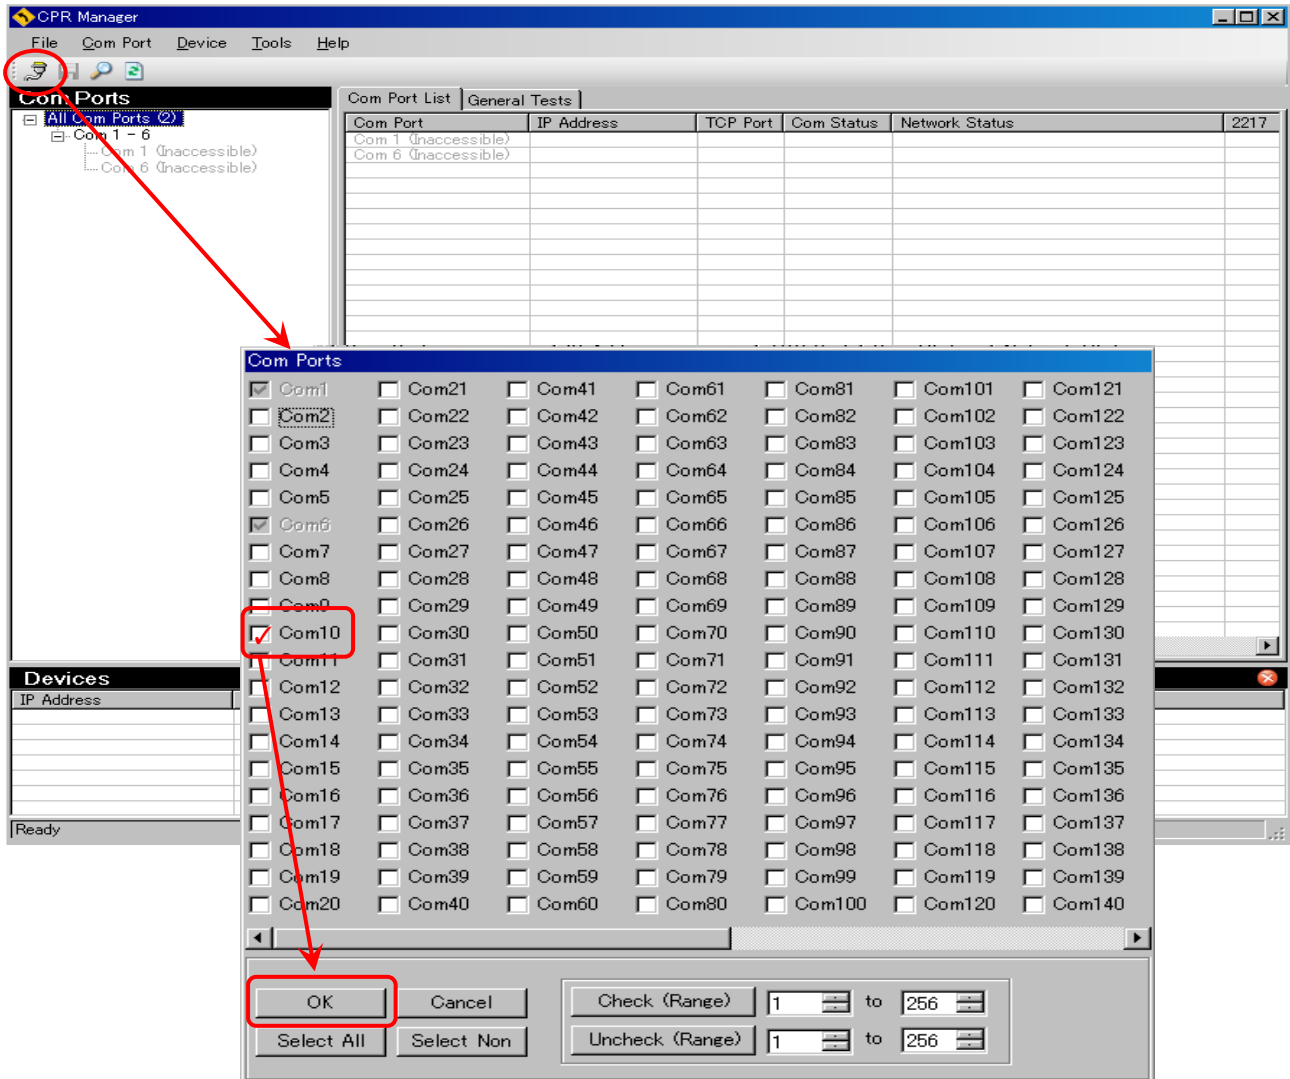 CPR Manager
File Com Port Device Tools Help
Com Ports
All Com Ports (2)
Com 1 - 6
Com 1 (Inaccessible)
Com 6 (Inaccessible)
Com Port List General Tests
Com Port IP Address TCP Port Com Status Network Status 2217
Com 1 (Inaccessible)
Com 6 (Inaccessible)
Com Ports
Com1 Com21 Com41 Com61 Com81 Com101 Com121
Com2 Com22 Com42 Com62 Com82 Com102 Com122
Com3 Com23 Com43 Com63 Com83 Com103 Com123
Com4 Com24 Com44 Com64 Com84 Com104 Com124
Com5 Com25 Com45 Com65 Com85 Com105 Com125
Com6 Com26 Com46 Com66 Com86 Com106 Com126
Com7 Com27 Com47 Com67 Com87 Com107 Com127
Com8 Com28 Com48 Com68 Com88 Com108 Com128
Com9 Com29 Com49 Com69 Com89 Com109 Com129
Com10 Com30 Com50 Com70 Com90 Com110 Com130
Com11 Com31 Com51 Com71 Com91 Com111 Com131
Com12 Com32 Com52 Com72 Com92 Com112 Com132
Com13 Com33 Com53 Com73 Com93 Com113 Com133
Com14 Com34 Com54 Com74 Com94 Com114 Com134
Com15 Com35 Com55 Com75 Com95 Com115 Com135
Com16 Com36 Com56 Com76 Com96 Com116 Com136
Com17 Com37 Com57 Com77 Com97 Com117 Com137
Com18 Com38 Com58 Com78 Com98 Com118 Com138
Com19 Com39 Com59 Com79 Com99 Com119 Com139
Com20 Com40 Com60 Com80 Com100 Com120 Com140
OK Cancel Check (Range) 1 to 256
Select All Select Non Uncheck (Range) 1 to 256
Devices
IP Address
Ready